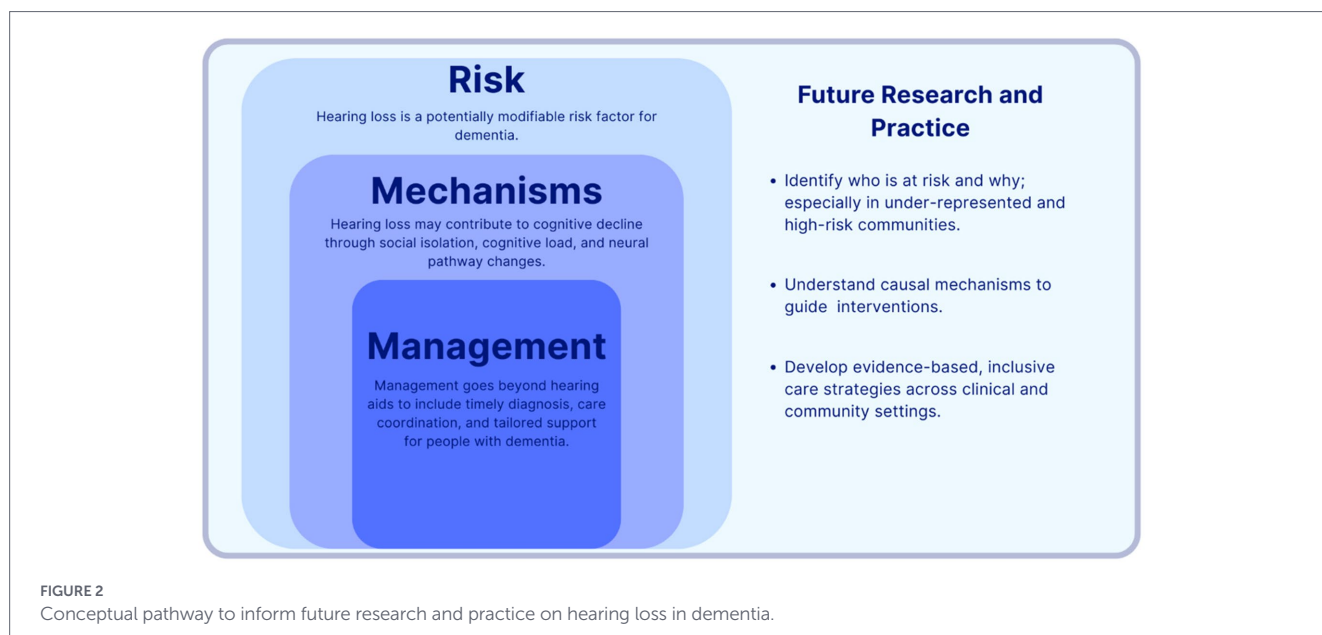 Risk
Hearing loss is a potentially modifiable risk factor for
dementia.
Mechanisms
Hearing loss may contribute to cognitive decline
through social isolation, cognitive load, and neural
pathway changes.
Management
Management goes beyond hearing
aids to include timely diagnosis, care
coordination, and tailored support
for people with dementia.
Future Research and
Practice
• Identify who is at risk and why;
especially in under-represented and
high-risk communities.
• Understand causal mechanisms to
guide interventions.
• Develop evidence-based, inclusive
care strategies across clinical and
community settings.
FIGURE 2
Conceptual pathway to inform future research and practice on hearing loss in dementia.